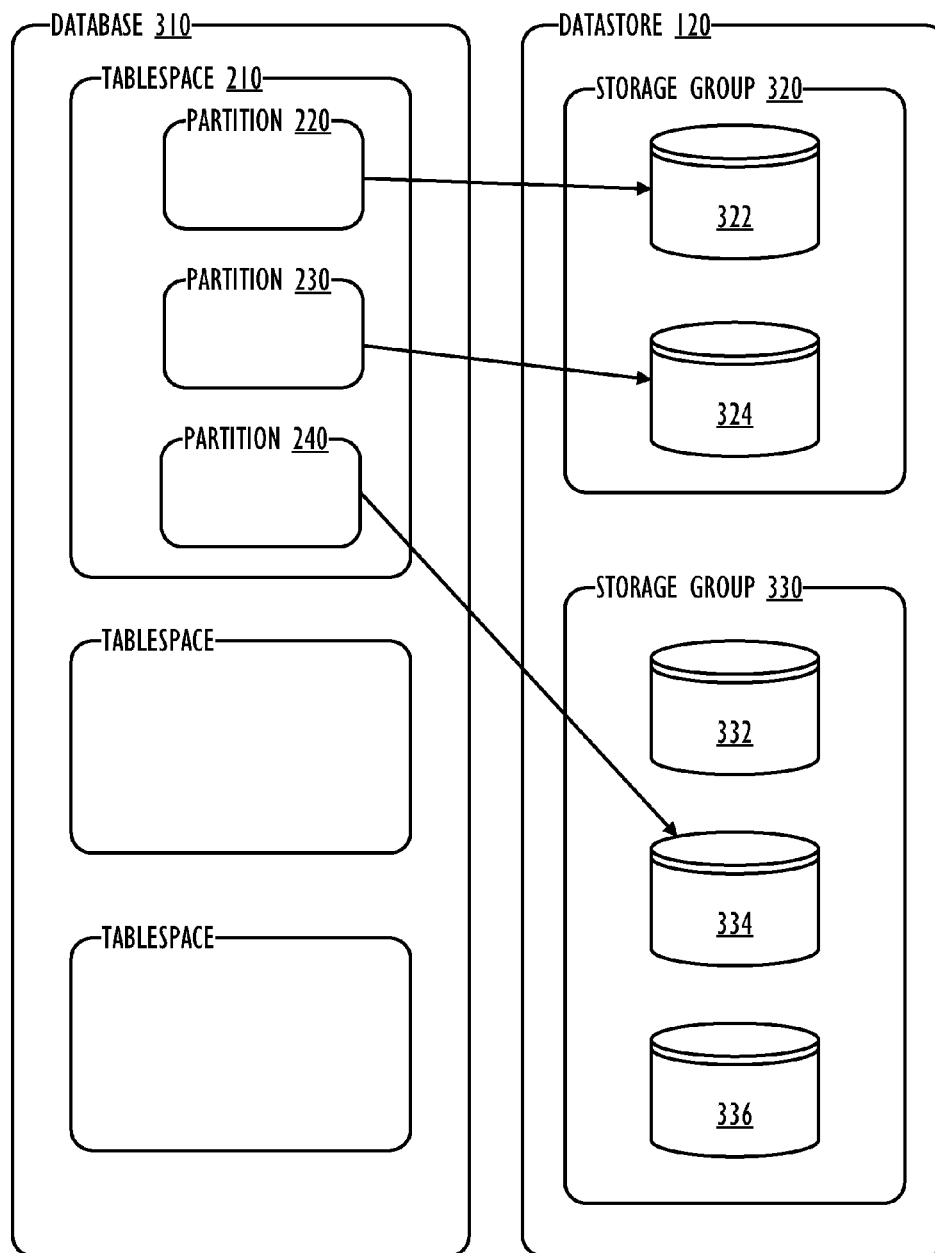 DATABASE 310
TABLESPACE 210
PARTITION 220
PARTITION 230
PARTITION 240
TABLESPACE
TABLESPACE
DATASTORE 120
STORAGE GROUP 320
322
324
STORAGE GROUP 330
332
334
336